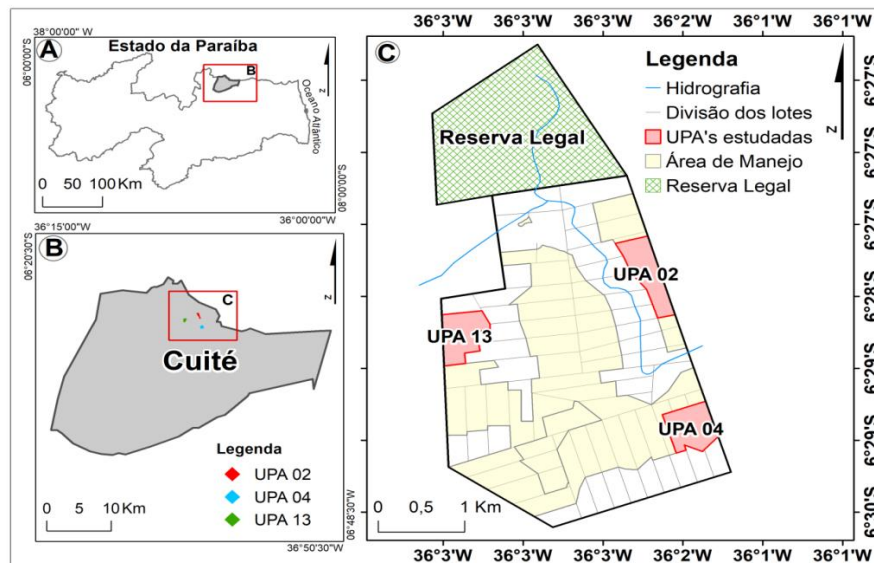 A
38°00'00"W
Estado da Paraíba
06°00'00"S
B
z
Oceano Atlântico
0 50 100 Km
08°00'00"S
36°00'00"W
B
36°15'00"W
06°20'30"S
C
z
Cuité
Legenda
UPA 02
UPA 04
UPA 13
0 5 10 Km
06°48'30"W
36°50'30"W
C
36°3'W 36°3'W 36°3'W 36°2'W 36°1'W 36°1'W
Legenda
Hidrografia
Divisão dos lotes
UPA's estudadas
Área de Manejo
Reserva Legal
z
Reserva Legal
UPA 02
UPA 13
UPA 04
0 0,5 1 Km
6°27'S
6°27'S
6°27'S
6°28'S
6°29'S
6°29'S
6°30'S
36°3'W 36°3'W 36°3'W 36°2'W 36°1'W 36°1'W